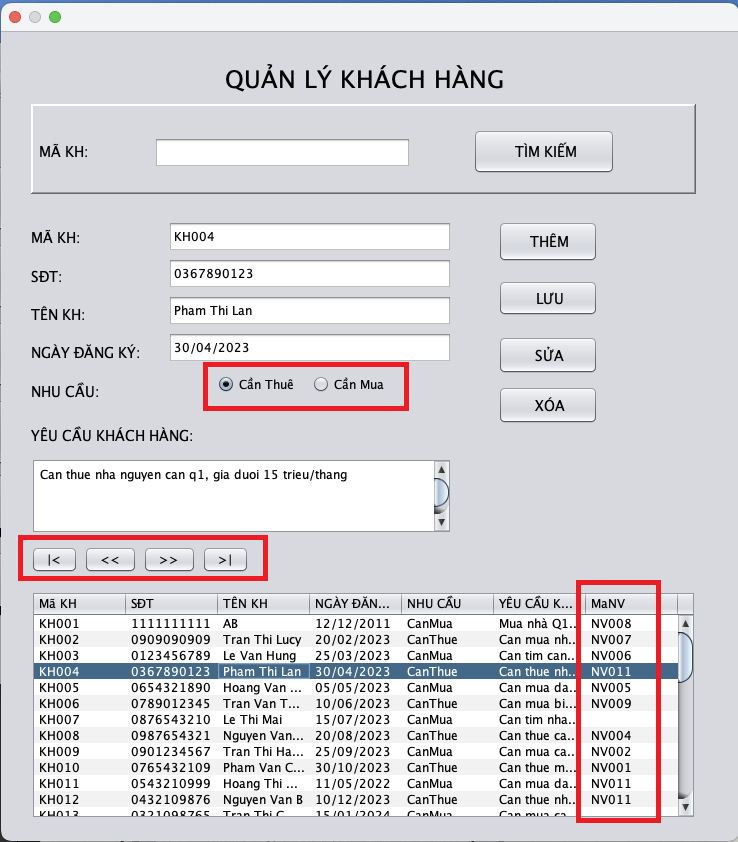 QUẢN LÝ KHÁCH HÀNG
MÃ KH: TÌM KIẾM
MÃ KH: KH004 THÊM
SĐT: 0367890123
TÊN KH: Pham Thi Lan LƯU
NGÀY ĐĂNG KÝ: 30/04/2023 SỬA
NHU CẦU: Cần Thuê Cần Mua
XÓA
YÊU CẦU KHÁCH HÀNG:
Can thue nha nguyen can q1, gia duoi 15 trieu/thang
|< << >> >|
Mã KH SĐT TÊN KH NGÀY ĐĂN... NHU CẦU YÊU CẦU K... MaNV
KH001 1111111111 AB 12/12/2011 CanMua Mua nhà Q1... NV008
KH002 0909090909 Tran Thi Lucy 20/02/2023 CanMua Can mua nh... NV007
KH003 0123456789 Le Van Hung 25/03/2023 CanMua Can tim can... NV006
KH004 0367890123 Pham Thi Lan 30/04/2023 CanThue Can thue nh... NV011
KH005 0654321890 Hoang Van ... 05/05/2023 CanMua Can mua da... NV005
KH006 0789012345 Tran Van T... 10/06/2023 CanThue Can mua bi... NV009
KH007 0876543210 Le Thi Mai 15/07/2023 CanMua Can tim nha...
KH008 0987654321 Nguyen Van... 20/08/2023 CanThue Can thue ca... NV004
KH009 0901234567 Tran Thi Ha... 25/09/2023 CanMua Can mua ca... NV002
KH010 0765432109 Pham Van C... 30/10/2023 CanThue Can thue m... NV001
KH011 0543210999 Hoang Thi ... 11/05/2022 CanMua Can mua da... NV011
KH012 0432109876 Nguyen Van B 10/12/2023 CanThue Can thue nh... NV011
KH013 0321098765 Tran Thi C 15/01/2024 CanMua Can mua ca...